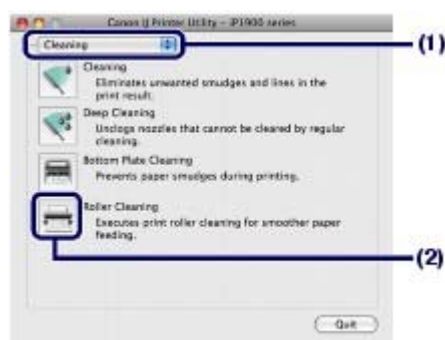 Canon IJ Printer Utility – iP1900 series
Cleaning
(1)
Cleaning
Eliminates unwanted smudges and lines in the
print result.
Deep Cleaning
Unclogs nozzles that cannot be cleared by regular
cleaning.
Bottom Plate Cleaning
Prevents paper smudges during printing.
Roller Cleaning
Executes print roller cleaning for smoother paper
feeding.
(2)
Quit